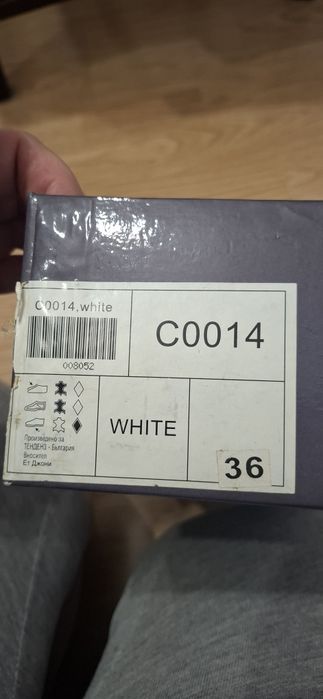 C0014.white
008052
C0014
Произведено за
ТЕНДЕНЗ - България
Вносител
Ет Джони
WHITE
36